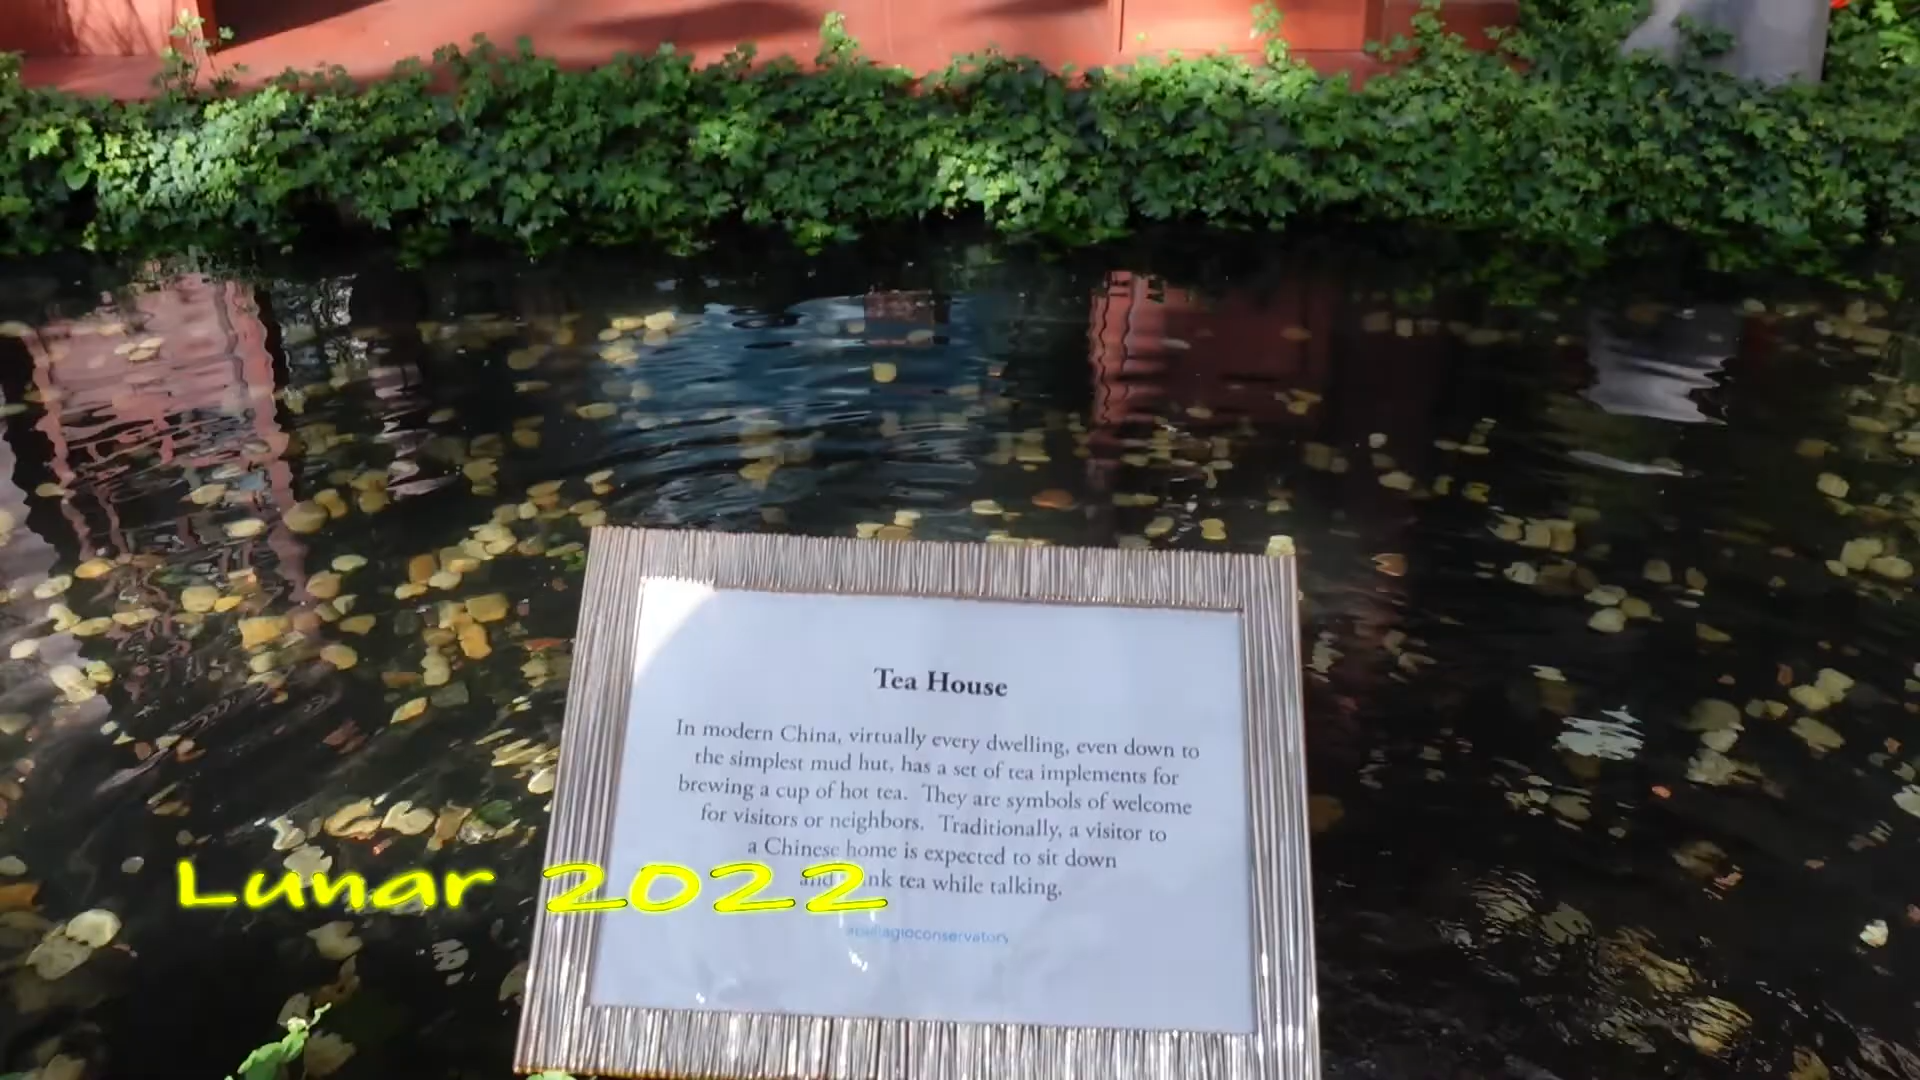 Tea House
In modern China, virtually every dwelling, even down to
the simplest mud hut, has a set of tea implements for
brewing a cup of hot tea. They are symbols of welcome
for visitors or neighbors. Traditionally, a visitor to
a Chinese home is expected to sit down
and nk tea while talking.
Lunar 2022